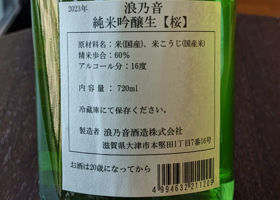 2023年
浪乃音
純米吟醸生【桜】
原材料名：米(国産)、米こうじ(国産米)
精米歩合：60％
アルコール分：16度
内容量：720ml
冷蔵庫にて保存ください。
製造者 浪乃音酒造株式会社
滋賀県大津市本堅田1丁目7番16号
お酒は20歳になってから